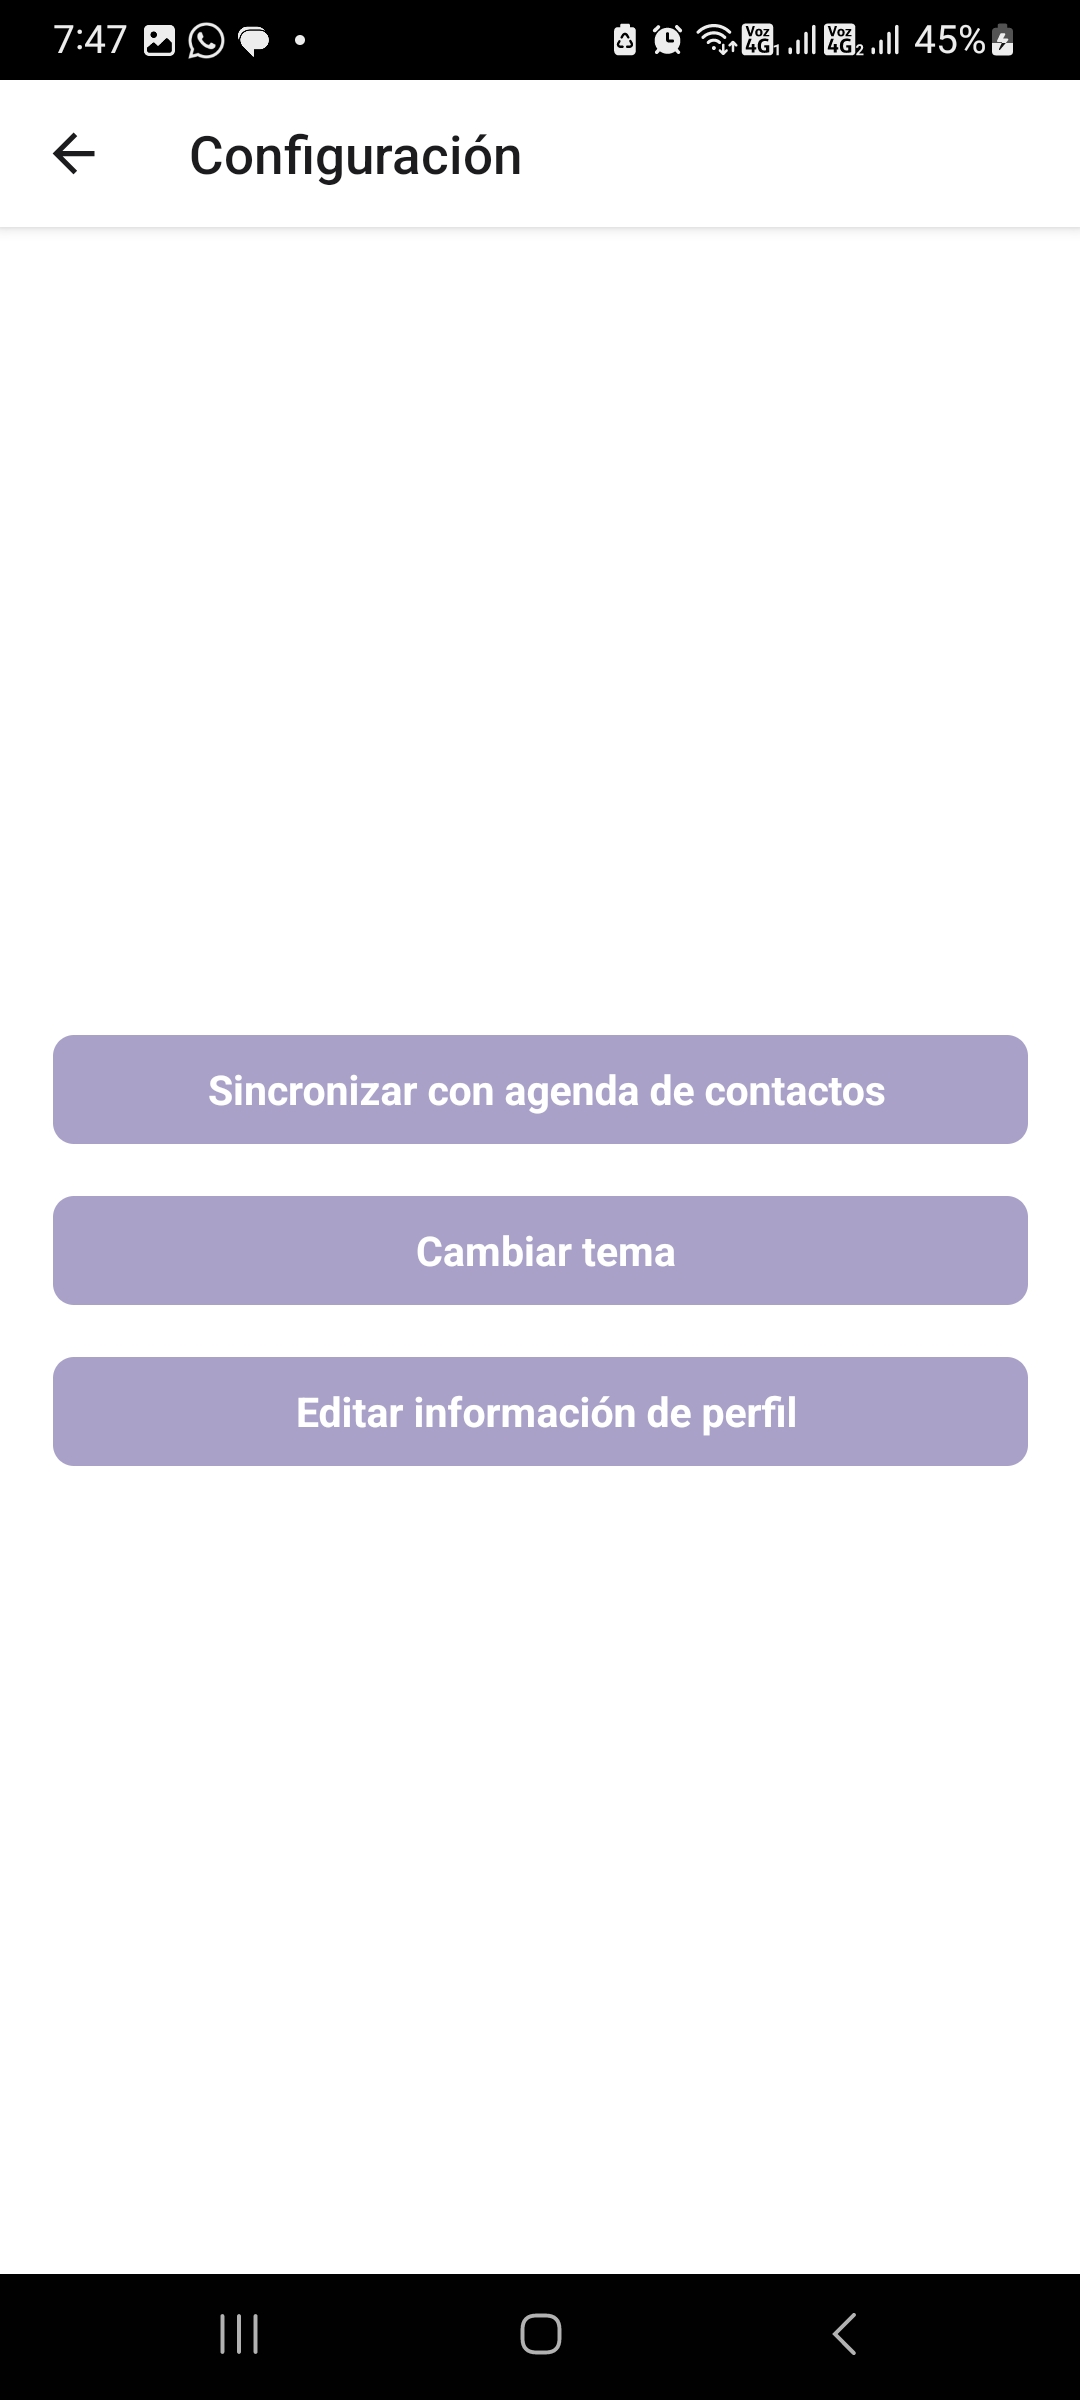 7:47
Voz 4G 1 Voz 4G 2 45%
Configuración
Sincronizar con agenda de contactos
Cambiar tema
Editar información de perfil